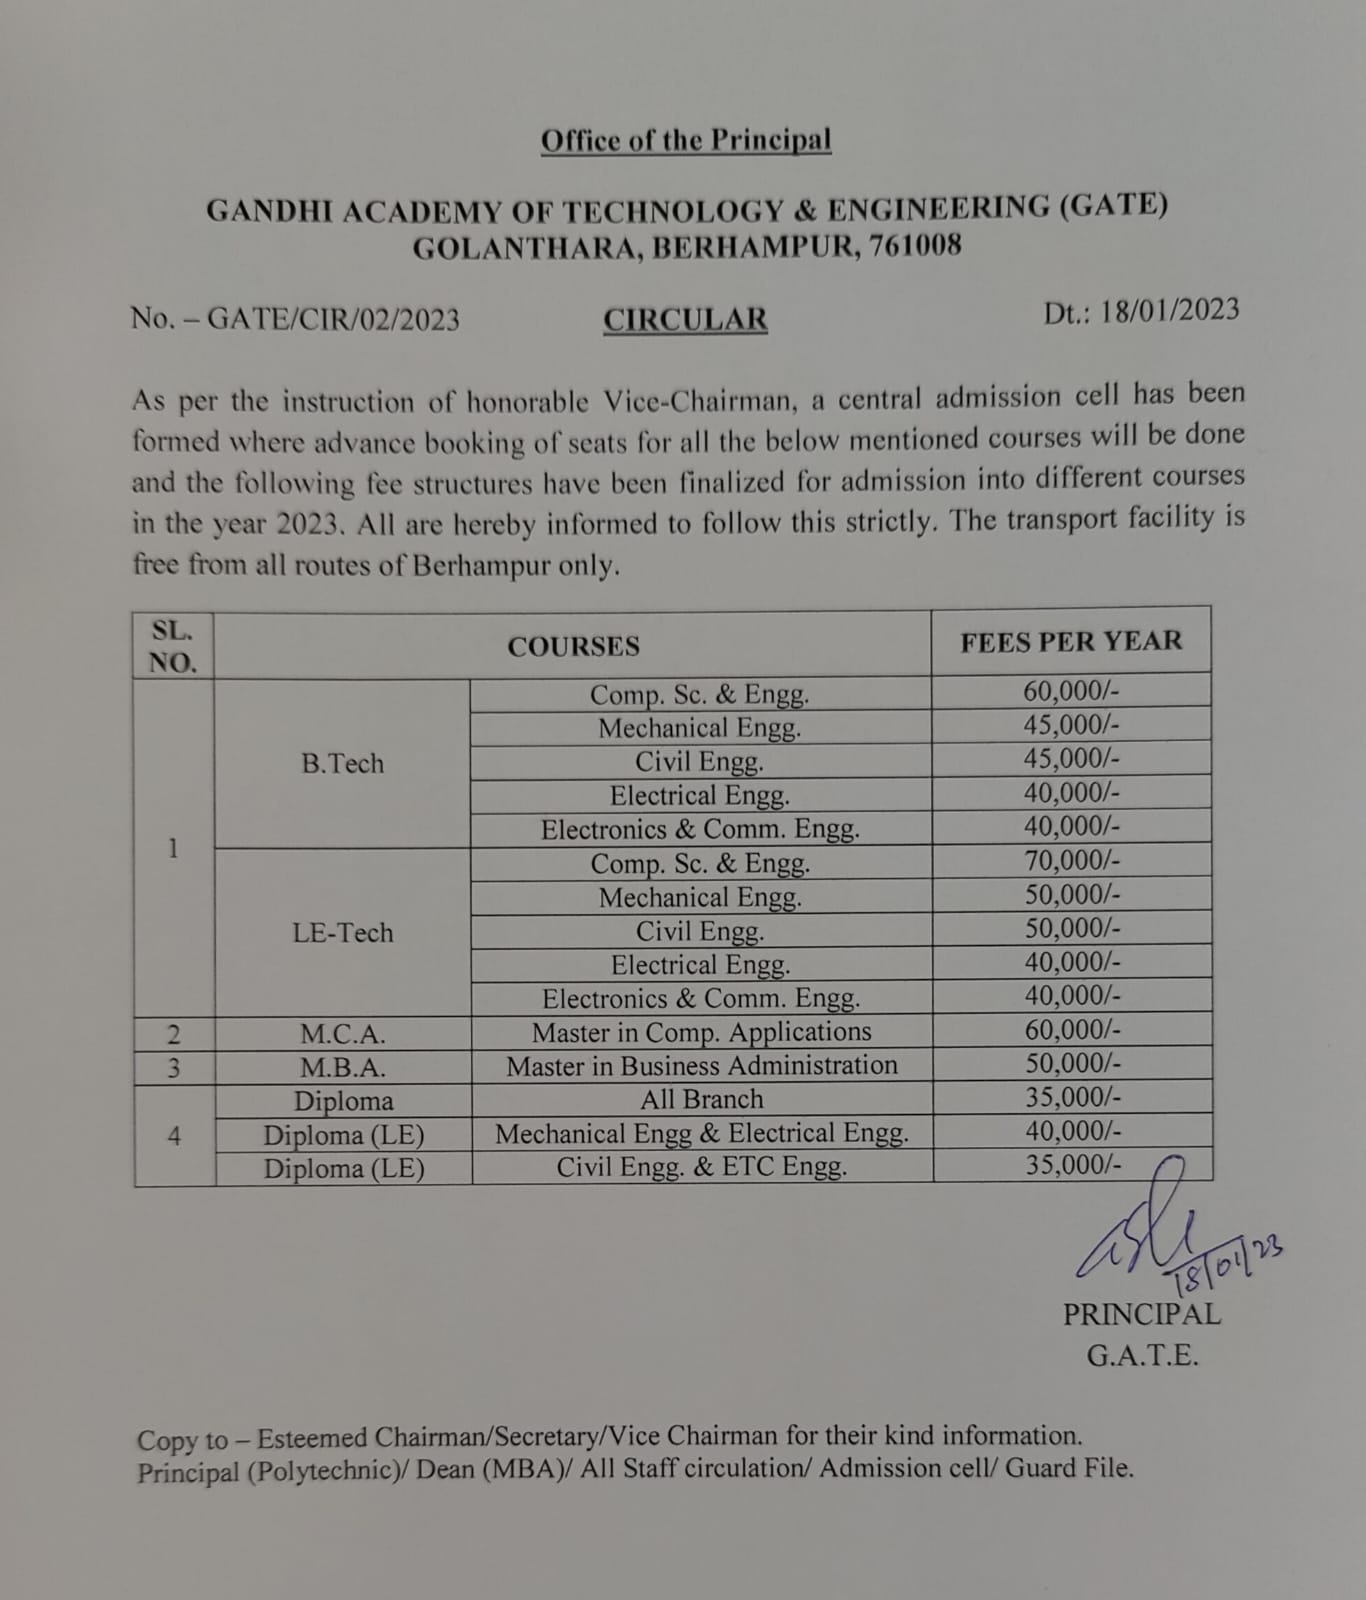 Office of the Principal
GANDHI ACADEMY OF TECHNOLOGY & ENGINEERING (GATE)
GOLANTHARA, BERHAMPUR, 761008
No. – GATE/CIR/02/2023 CIRCULAR Dt.: 18/01/2023
As per the instruction of honorable Vice-Chairman, a central admission cell has been
formed where advance booking of seats for all the below mentioned courses will be done
and the following fee structures have been finalized for admission into different courses
in the year 2023. All are hereby informed to follow this strictly. The transport facility is
free from all routes of Berhampur only.
SL. NO. COURSES FEES PER YEAR
1 B.Tech Comp. Sc. & Engg. 60,000/-
Mechanical Engg. 45,000/-
Civil Engg. 45,000/-
Electrical Engg. 40,000/-
Electronics & Comm. Engg. 40,000/-
LE-Tech Comp. Sc. & Engg. 70,000/-
Mechanical Engg. 50,000/-
Civil Engg. 50,000/-
Electrical Engg. 40,000/-
Electronics & Comm. Engg. 40,000/-
2 M.C.A. Master in Comp. Applications 60,000/-
3 M.B.A. Master in Business Administration 50,000/-
4 Diploma All Branch 35,000/-
Diploma (LE) Mechanical Engg & Electrical Engg. 40,000/-
Diploma (LE) Civil Engg. & ETC Engg. 35,000/-
18/01/23
PRINCIPAL
G.A.T.E.
Copy to – Esteemed Chairman/Secretary/Vice Chairman for their kind information.
Principal (Polytechnic)/ Dean (MBA)/ All Staff circulation/ Admission cell/ Guard File.